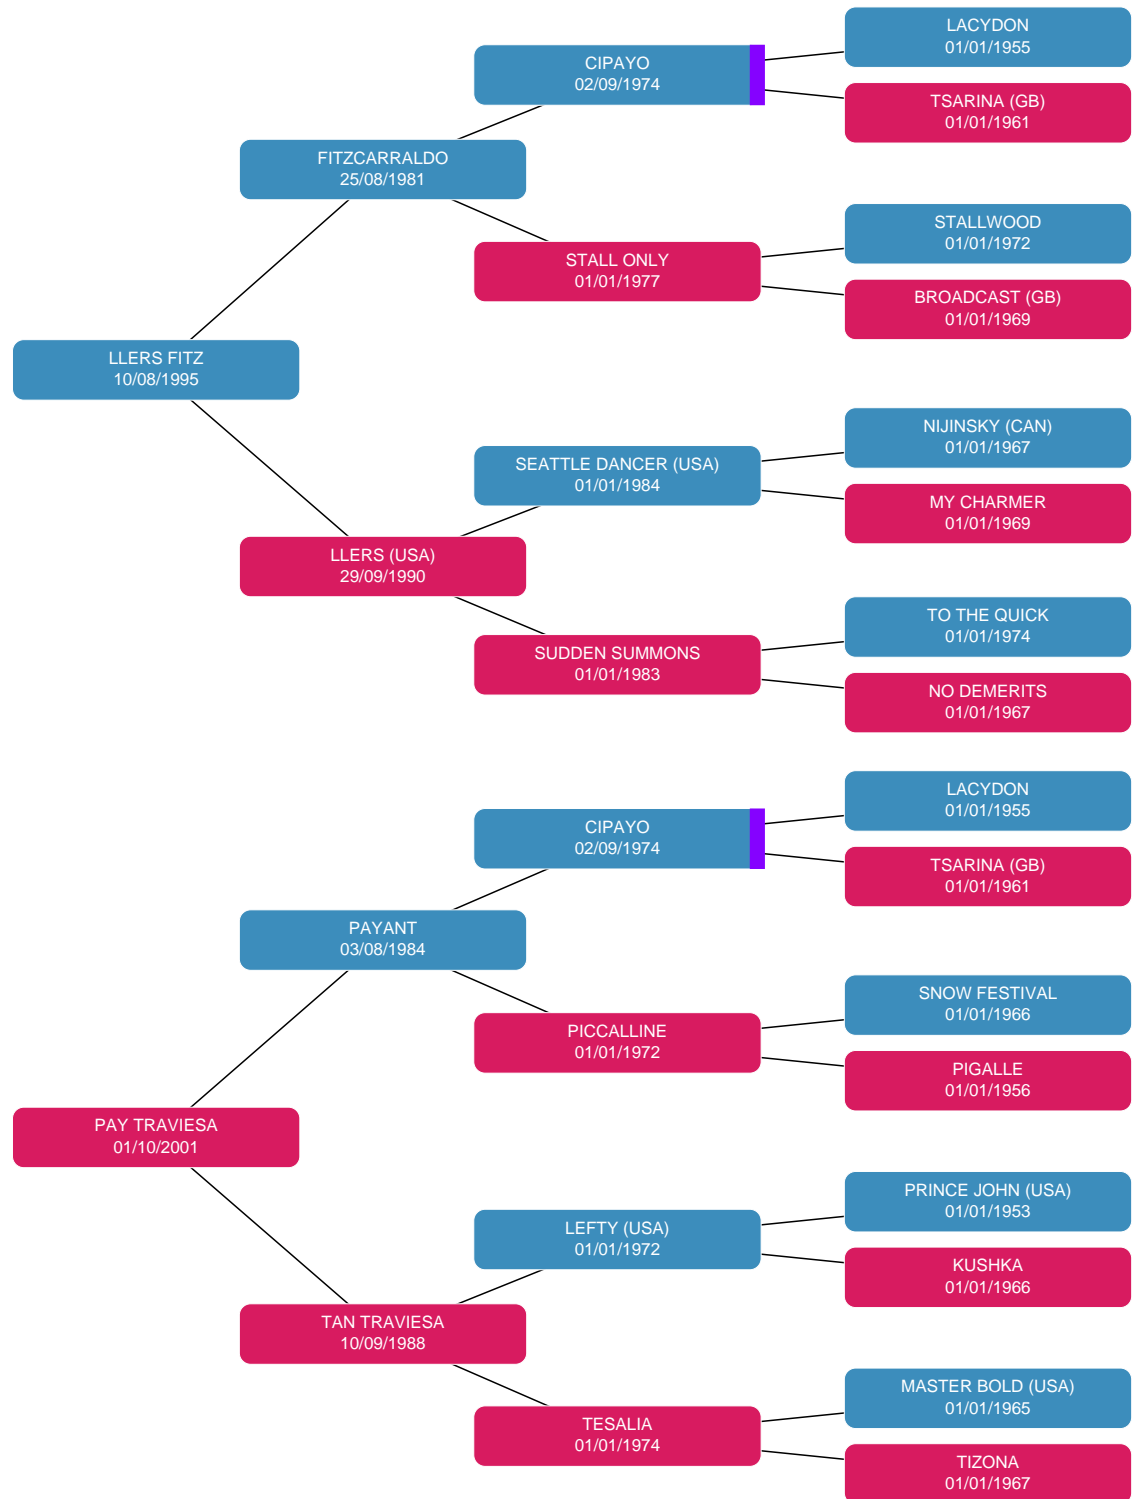 LACYDON
01/01/1955
CIPAYO
02/09/1974
TSARINA (GB)
01/01/1961
FITZCARRALDO
25/08/1981
STALLWOOD
01/01/1972
STALL ONLY
01/01/1977
BROADCAST (GB)
01/01/1969
LLERS FITZ
10/08/1995
NIJINSKY (CAN)
01/01/1967
SEATTLE DANCER (USA)
01/01/1984
MY CHARMER
01/01/1969
LLERS (USA)
29/09/1990
TO THE QUICK
01/01/1974
SUDDEN SUMMONS
01/01/1983
NO DEMERITS
01/01/1967
LACYDON
01/01/1955
CIPAYO
02/09/1974
TSARINA (GB)
01/01/1961
PAYANT
03/08/1984
SNOW FESTIVAL
01/01/1966
PICCALLINE
01/01/1972
PIGALLE
01/01/1956
PAY TRAVIESA
01/10/2001
PRINCE JOHN (USA)
01/01/1953
LEFTY (USA)
01/01/1972
KUSHKA
01/01/1966
TAN TRAVIESA
10/09/1988
MASTER BOLD (USA)
01/01/1965
TESALIA
01/01/1974
TIZONA
01/01/1967